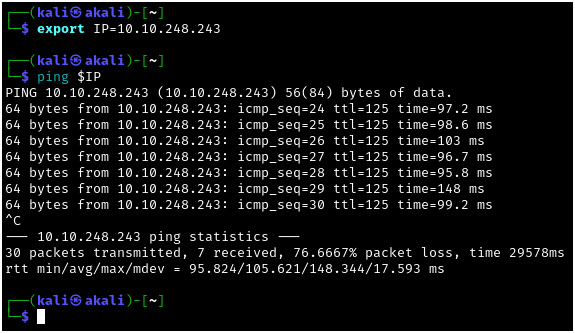 ┌──(kali㉿akali)-[~]
└─$ export IP=10.10.248.243
┌──(kali㉿akali)-[~]
└─$ ping $IP
PING 10.10.248.243 (10.10.248.243) 56(84) bytes of data.
64 bytes from 10.10.248.243: icmp_seq=24 ttl=125 time=97.2 ms
64 bytes from 10.10.248.243: icmp_seq=25 ttl=125 time=98.6 ms
64 bytes from 10.10.248.243: icmp_seq=26 ttl=125 time=103 ms
64 bytes from 10.10.248.243: icmp_seq=27 ttl=125 time=96.7 ms
64 bytes from 10.10.248.243: icmp_seq=28 ttl=125 time=95.8 ms
64 bytes from 10.10.248.243: icmp_seq=29 ttl=125 time=148 ms
64 bytes from 10.10.248.243: icmp_seq=30 ttl=125 time=99.2 ms
^C
--- 10.10.248.243 ping statistics ---
30 packets transmitted, 7 received, 76.6667% packet loss, time 29578ms
rtt min/avg/max/mdev = 95.824/105.621/148.344/17.593 ms
┌──(kali㉿akali)-[~]
└─$